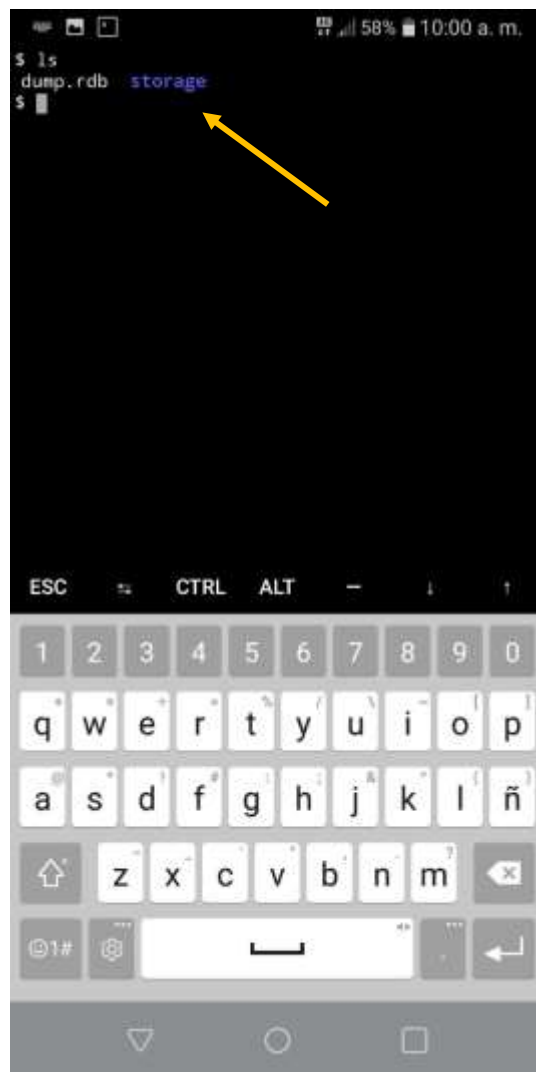 58% 10:00 a. m.
$ ls
dump.rdb storage
$
ESC CTRL ALT —
1 2 3 4 5 6 7 8 9 0
q w e r t y u i o p
a s d f g h j k l ñ
z x c v b n m
1#